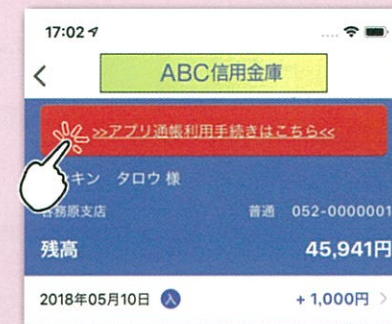 17:02
ABC信用金庫
>>アプリ通帳利用手続きはこちら<<
キン タロウ 様
各務原支店 普通 052-0000001
残高 45,941円
2018年05月10日 入 + 1,000円 >